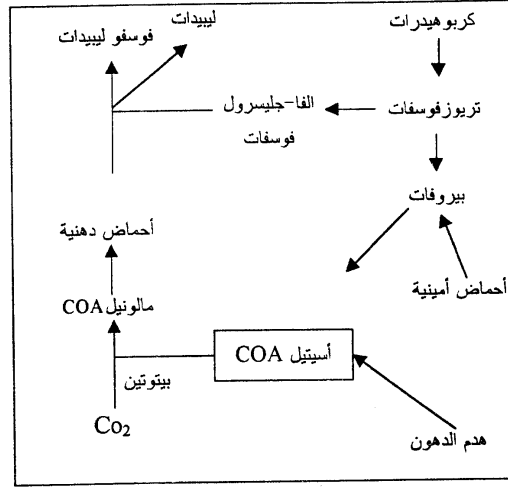 ليبيدات
كربوهيدرات
فوسفو ليبيدات
تريوزفوسفات
الفا-جليسرول
فوسفات
بيروفات
أحماض دهنية
أحماض أمينية
مالونيل COA
أسيتيل COA
بيتوتين
Co₂
هدم الدهون